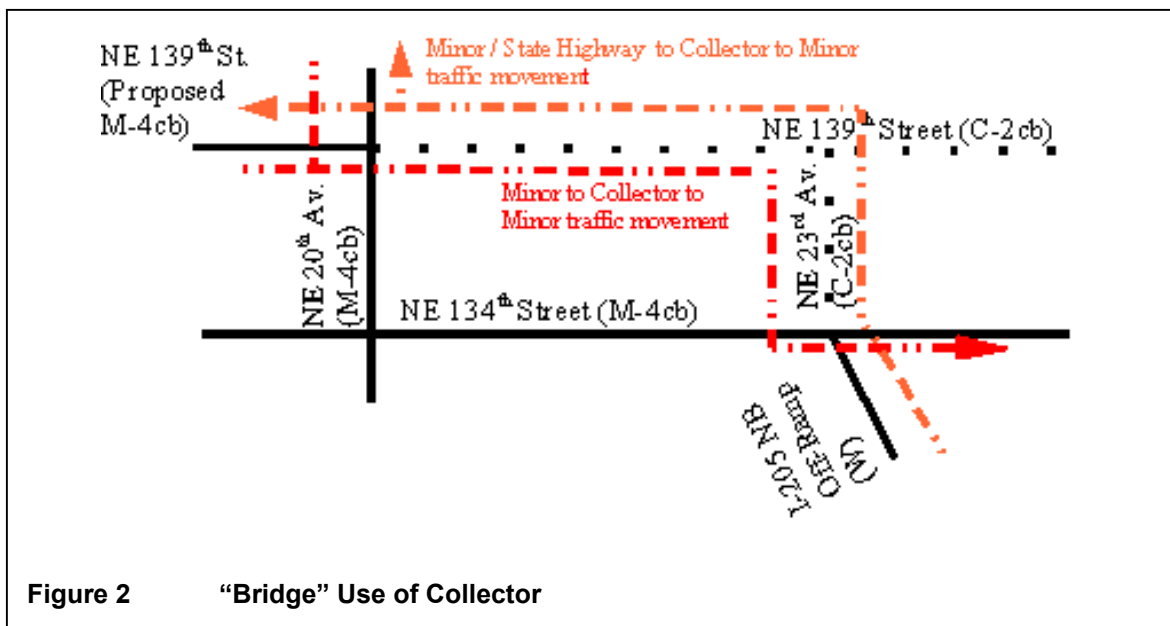 NE 139th St.
(Proposed
M-4cb)
Minor / State Highway to Collector to Minor
traffic movement
NE 139th Street (C-2cb)
Minor to Collector to
Minor traffic movement
NE 20th Av.
(M-4cb)
NE 23rd Av.
(C-2cb)
NE 134th Street (M-4cb)
I-205 NB
Off-Ramp
(W)
Figure 2 “Bridge” Use of Collector